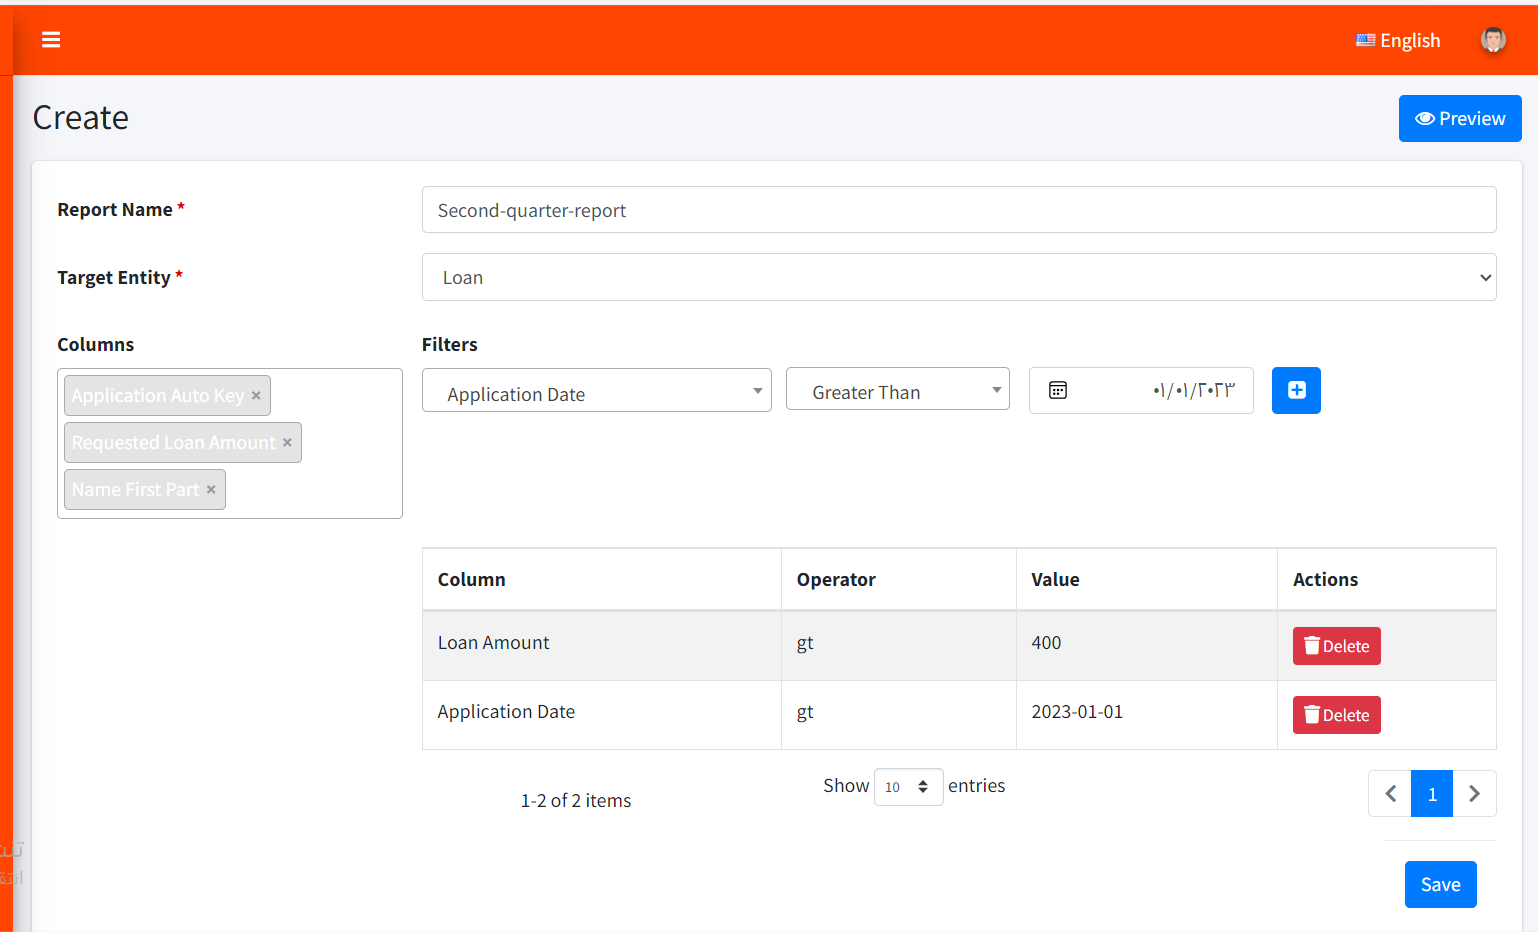 English
Create
Preview
Report Name *
Second-quarter-report
Target Entity *
Loan
Columns
Filters
Application Auto Key ×
Requested Loan Amount ×
Name First Part ×
Application Date
Greater Than
٠١/٠١/٢٠٢٣
Column Operator Value Actions
Loan Amount gt 400 Delete
Application Date gt 2023-01-01 Delete
1-2 of 2 items
Show 10 entries
1
Save